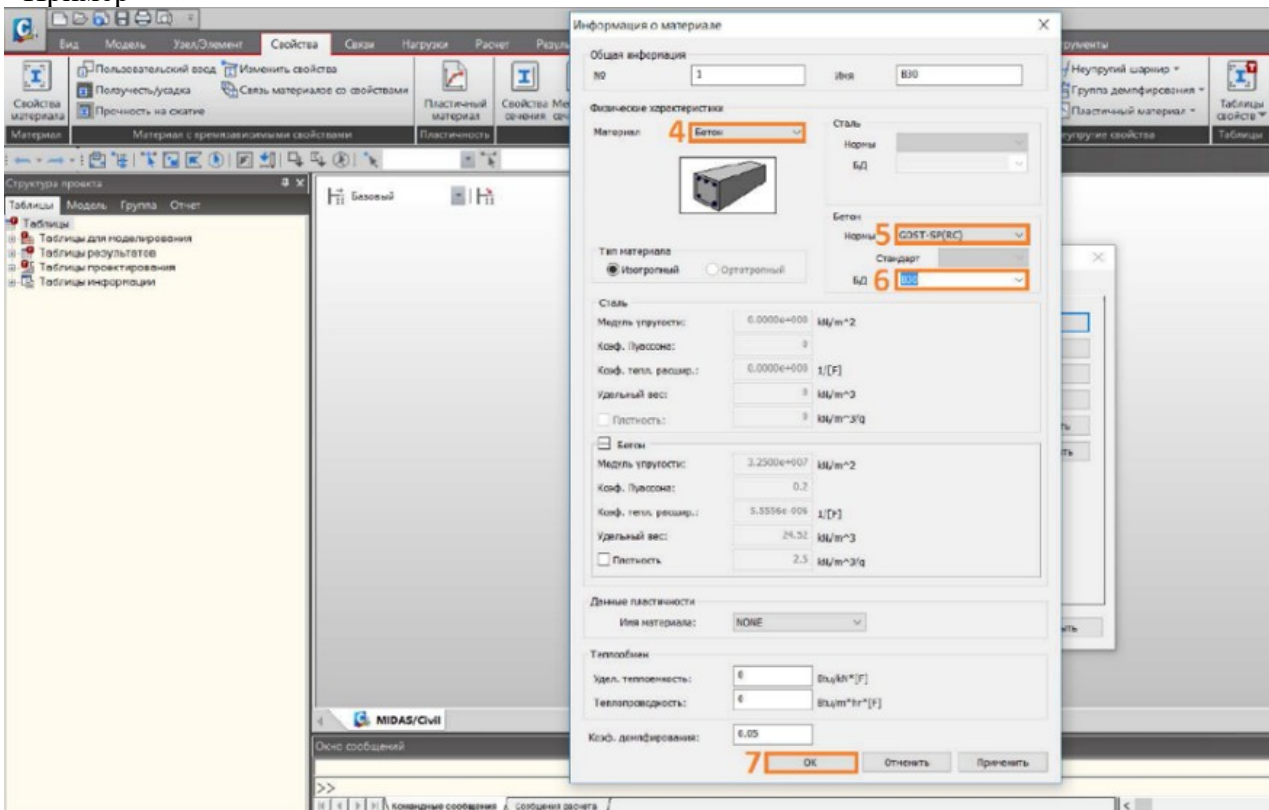 Пример
Вид Модель Узел/Элемент Свойства Связи Нагрузки Расчет Резуль
Свойства материала
Пользовательский ввод Изменить свойства
Ползучесть/усадка Связь материалов со свойствами
Прочность на сжатие
Пластичный материал
Свойства сечения
Материал Материал с времязависимыми свойствами Пластичность
Неупругий шарнир
Группа демпфирования
Пластичный материал
Таблицы свойств
Неупругие свойства Таблицы
Структура проекта
Таблицы Модель Группа Отчет
Таблицы
Таблицы для моделирования
Таблицы результатов
Таблицы проектирования
Таблицы информации
Базовый
Информация о материале
Общая информация
№ 1 Имя B30
Физические характеристики
Материал 4 Бетон
Сталь
Нормы
БД
Бетон
Нормы 5 GOST-SP(RC)
Стандарт
БД 6 B30
Тип материала
Изотропный Ортотропный
Сталь
Модуль упругости: 0.0000e+000 kN/m^2
Коэф. Пуассона: 0
Коэф. тепл. расшир.: 0.0000e+000 1/[F]
Удельный вес: 0 kN/m^3
Плотность: 0 kN/m^3/g
Бетон
Модуль упругости: 3.2500e+007 kN/m^2
Коэф. Пуассона: 0.2
Коэф. тепл. расшир.: 5.5556e-006 1/[F]
Удельный вес: 24.52 kN/m^3
Плотность 2.5 kN/m^3/g
Данные пластичности
Имя материала: NONE
Теплообмен
Удел. теплоемкость: 0 Btu/kN*[F]
Теплопроводность: 0 Btu/m*hr*[F]
Коэф. демпфирования: 0.05
7 OK Отменить Применить
MIDAS/Civil
Окно сообщений
>>
Командные сообщения Сообщения расчета